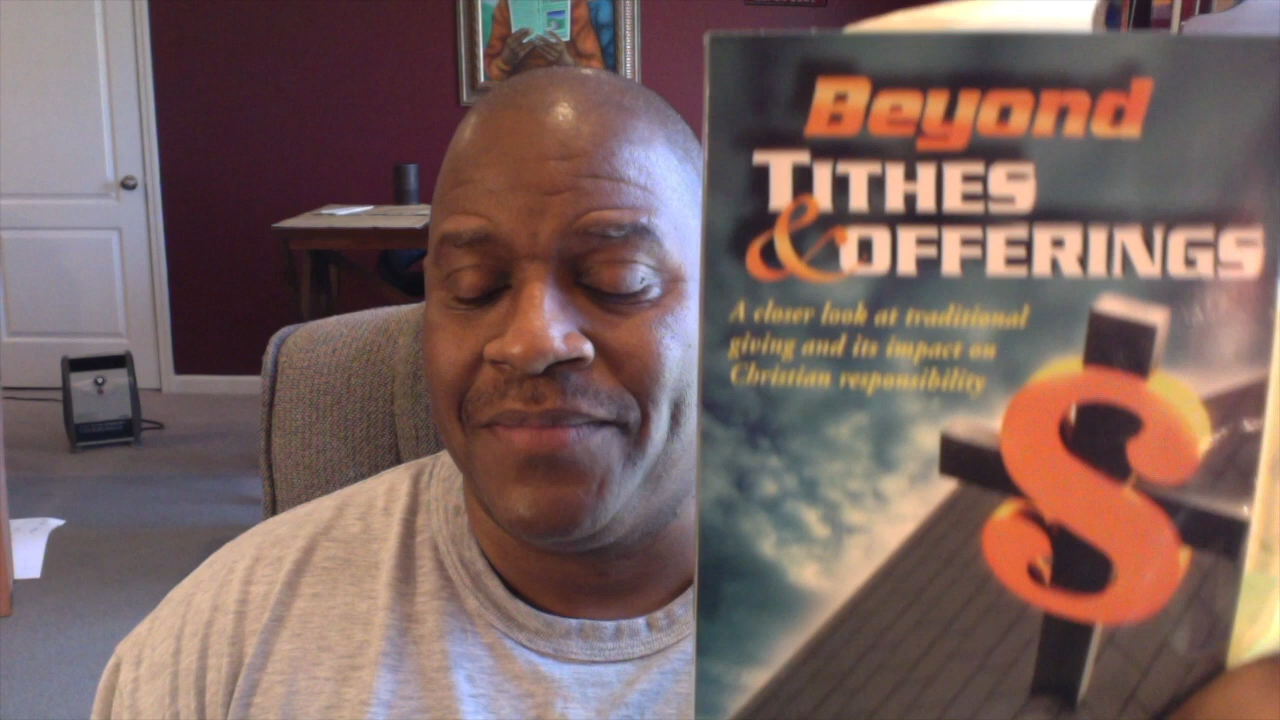 Beyond
TITHES
& OFFERINGS
A closer look at traditional
giving and its impact on
Christian responsibility